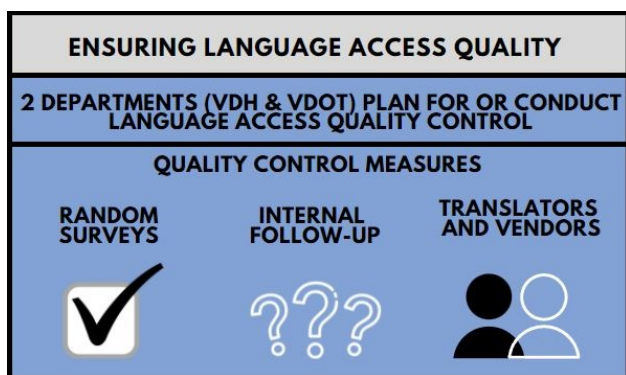 ENSURING LANGUAGE ACCESS QUALITY
2 DEPARTMENTS (VDH & VDOT) PLAN FOR OR CONDUCT
LANGUAGE ACCESS QUALITY CONTROL
QUALITY CONTROL MEASURES
RANDOM
SURVEYS
INTERNAL
FOLLOW-UP
TRANSLATORS
AND VENDORS
???